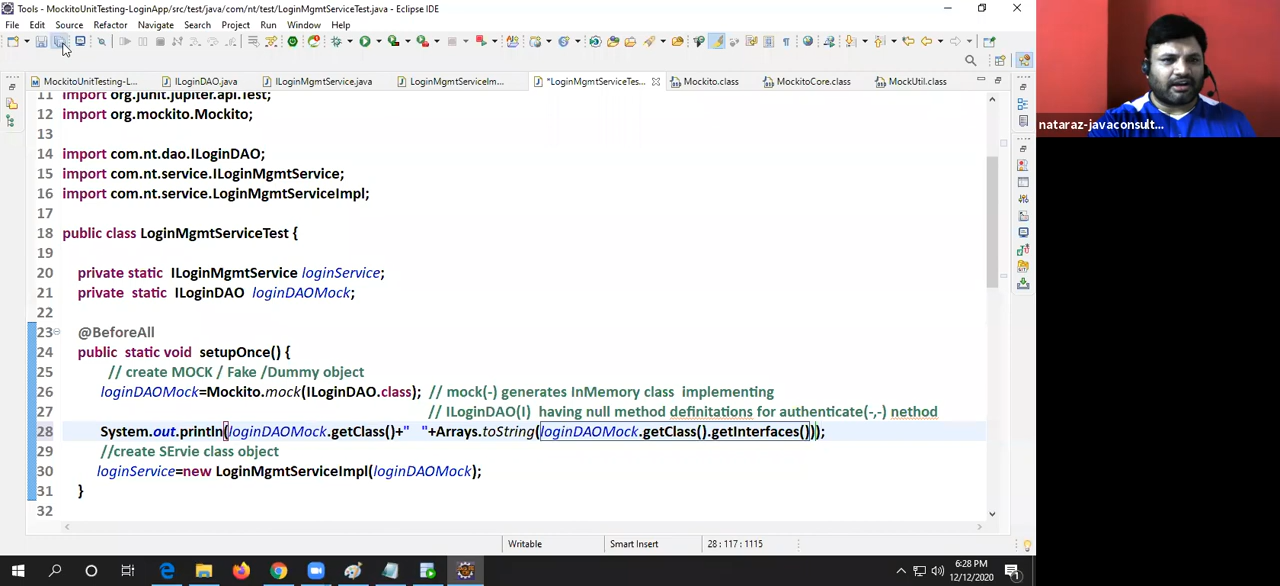 Tools - MockitoUnitTesting-LoginApp/src/test/java/com/nt/test/LoginMgmtServiceTest.java - Eclipse IDE
File Edit Source Refactor Navigate Search Project Run Window Help
MockitoUnitTesting-L... ILoginDAO.java ILoginMgmtService.java LoginMgmtServiceIm... *LoginMgmtServiceTes... Mockito.class MockitoCore.class MockUtil.class
11 import org.junit.jupiter.api.Test;
12 import org.mockito.Mockito;
13
14 import com.nt.dao.ILoginDAO;
15 import com.nt.service.ILoginMgmtService;
16 import com.nt.service.LoginMgmtServiceImpl;
17
18 public class LoginMgmtServiceTest {
19
20 private static ILoginMgmtService loginService;
21 private static ILoginDAO loginDAOMock;
22
23 @BeforeAll
24 public static void setupOnce() {
25 // create MOCK / Fake /Dummy object
26 loginDAOMock=Mockito.mock(ILoginDAO.class); // mock(-) generates InMemory class implementing
27 // ILoginDAO(I) having null method definitations for authenticate(-,-) nethod
28 System.out.println(loginDAOMock.getClass()+" "+Arrays.toString(loginDAOMock.getClass().getInterfaces()));
29 //create SErvie class object
30 loginService=new LoginMgmtServiceImpl(loginDAOMock);
31 }
32
Writable Smart Insert 28 : 117 : 1115
6:28 PM
12/12/2020
nataraz-javaconsult...